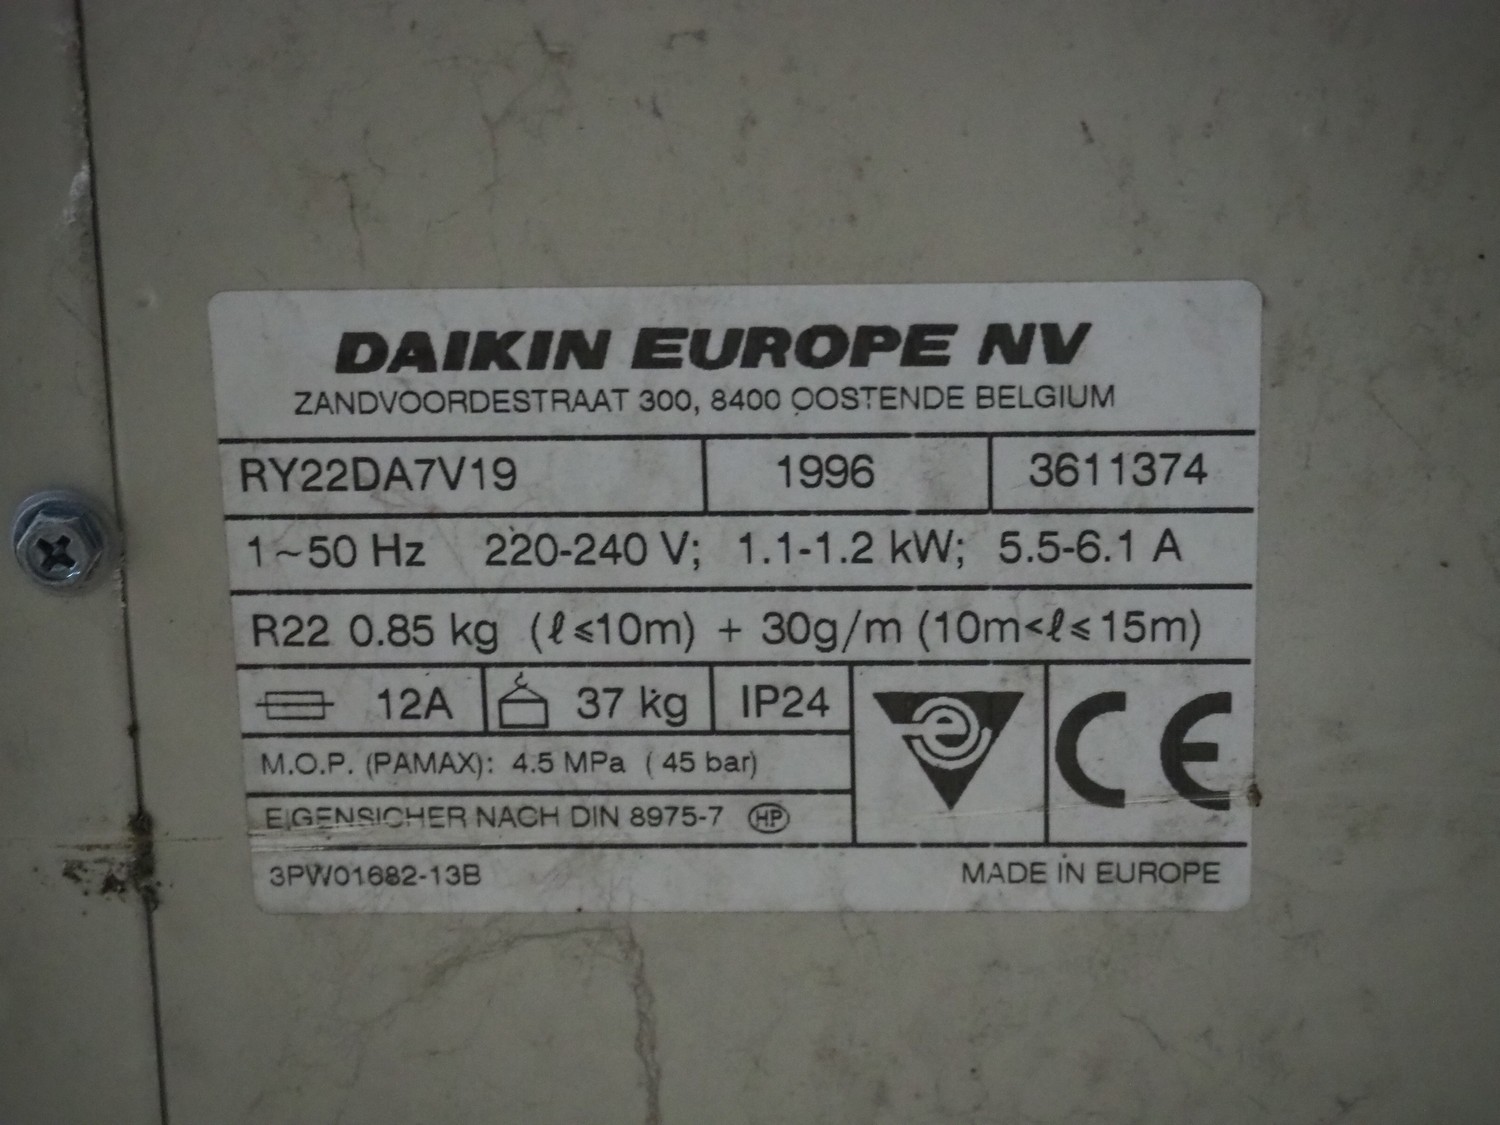 DAIKIN EUROPE NV
ZANDVOORDESTRAAT 300, 8400 OOSTENDE BELGIUM
RY22DA7V19 1996 3611374
1~50 Hz 220-240 V; 1.1-1.2 kW; 5.5-6.1 A
R22 0.85 kg (ℓ≤10m) + 30g/m (10m<ℓ≤15m)
12A 37 kg IP24
e CE
M.O.P. (PAMAX): 4.5 MPa (45 bar)
EIGENSICHER NACH DIN 8975-7 HP
3PW01682-13B MADE IN EUROPE